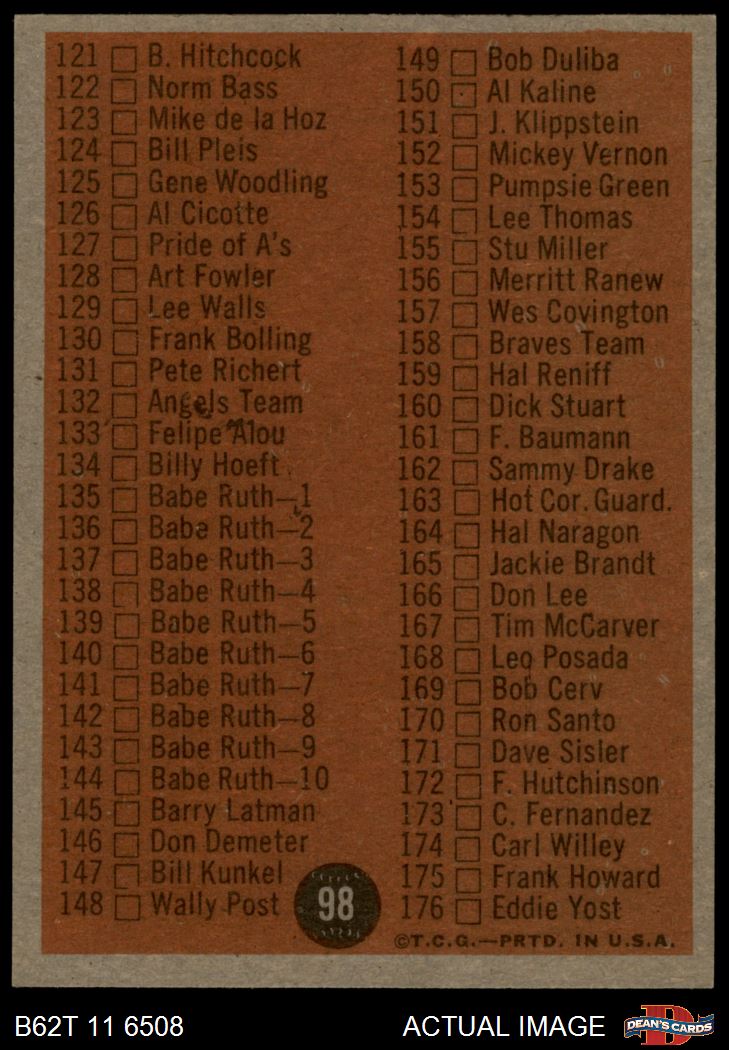 121 B. Hitchcock
122 Norm Bass
123 Mike de la Hoz
124 Bill Pleis
125 Gene Woodling
126 Al Cicotte
127 Pride of A's
128 Art Fowler
129 Lee Walls
130 Frank Bolling
131 Pete Richert
132 Angels Team
133 Felipe Alou
134 Billy Hoeft
135 Babe Ruth—1
136 Babe Ruth—2
137 Babe Ruth—3
138 Babe Ruth—4
139 Babe Ruth—5
140 Babe Ruth—6
141 Babe Ruth—7
142 Babe Ruth—8
143 Babe Ruth—9
144 Babe Ruth—10
145 Barry Latman
146 Don Demeter
147 Bill Kunkel
148 Wally Post
98
149 Bob Duliba
150 Al Kaline
151 J. Klippstein
152 Mickey Vernon
153 Pumpsie Green
154 Lee Thomas
155 Stu Miller
156 Merritt Ranew
157 Wes Covington
158 Braves Team
159 Hal Reniff
160 Dick Stuart
161 F. Baumann
162 Sammy Drake
163 Hot Cor. Guard.
164 Hal Naragon
165 Jackie Brandt
166 Don Lee
167 Tim McCarver
168 Leo Posada
169 Bob Cerv
170 Ron Santo
171 Dave Sisler
172 F. Hutchinson
173 C. Fernandez
174 Carl Willey
175 Frank Howard
176 Eddie Yost
©T.C.G.—PRTD. IN U.S.A.
B62T 11 6508
ACTUAL IMAGE
DEAN'S CARDS